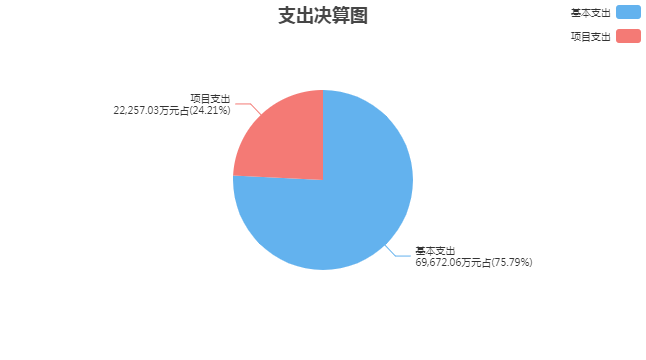 支出决算图
基本支出
项目支出
项目支出
22,257.03万元占(24.21%)
基本支出
69,672.06万元占(75.79%)